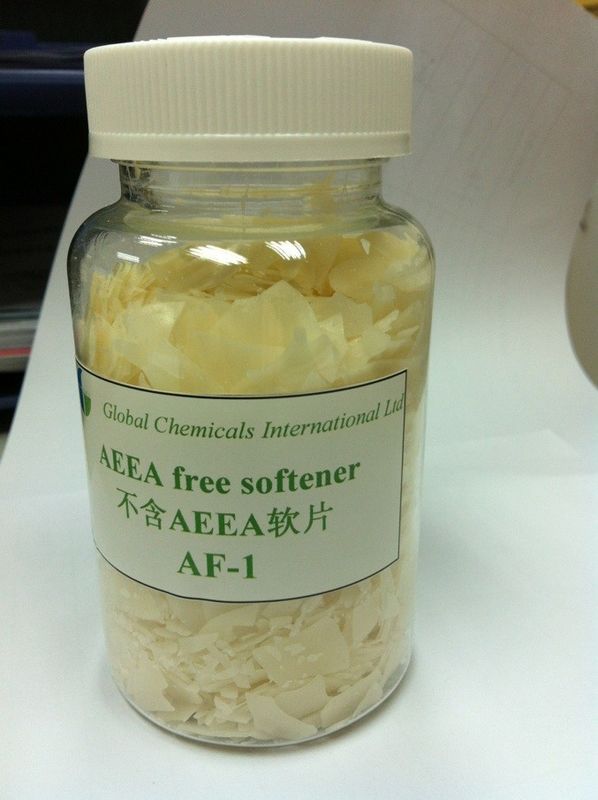 Global Chemicals International Ltd
AEEA free softener
不含AEEA软片
AF-1